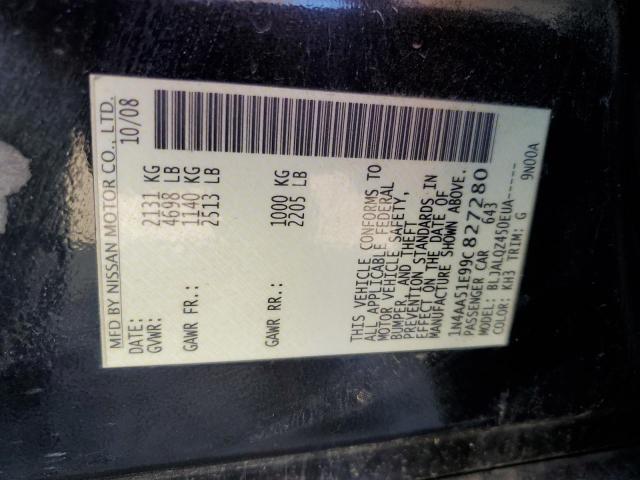 MFD BY NISSAN MOTOR CO., LTD.
DATE: 10/08
GVWR: 2131 KG
4698 LB
GAWR FR.: 1140 KG
2513 LB
GAWR RR.: 1000 KG
2205 LB
THIS VEHICLE CONFORMS TO
ALL APPLICABLE FEDERAL
MOTOR VEHICLE SAFETY,
BUMPER, AND THEFT
PREVENTION STANDARDS IN
EFFECT ON THE DATE OF
MANUFACTURE SHOWN ABOVE.
1N4AA51E99C827280
PASSENGER CAR 643
MODEL: BLJALQZ450EUA-----
COLOR: KH3 TRIM: G
9N00A